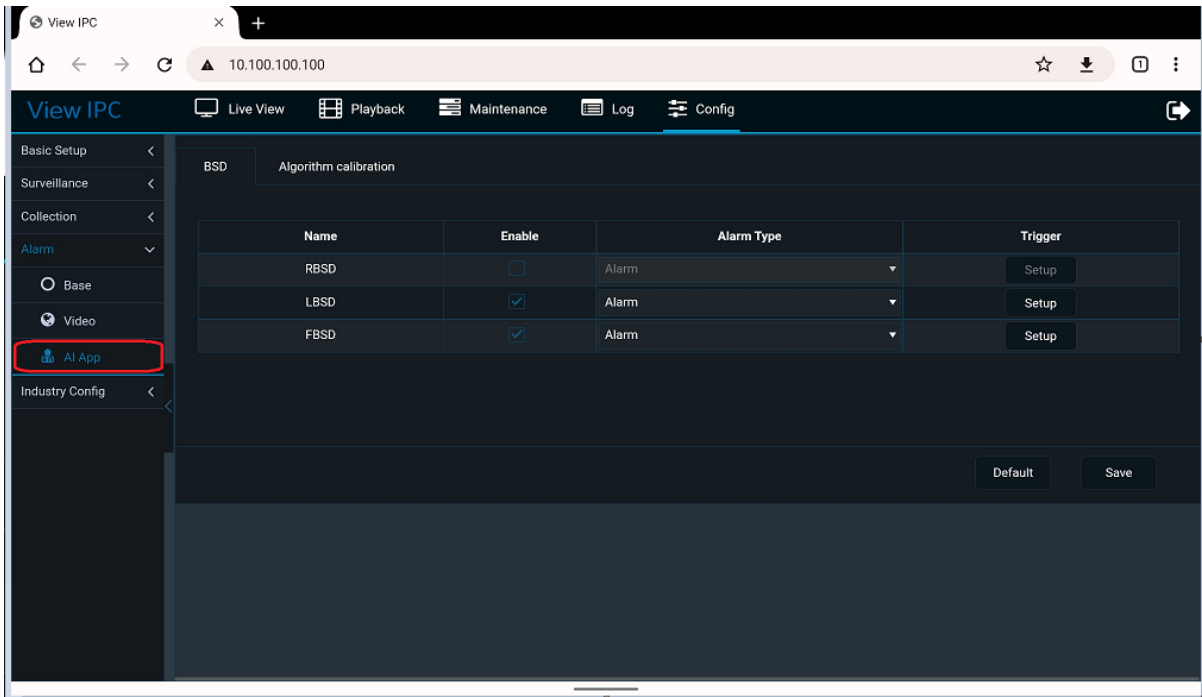 View IPC
10.100.100.100
1
View IPC Live View Playback Maintenance Log Config
Basic Setup
Surveillance
Collection
Alarm
Base
Video
AI App
Industry Config
BSD Algorithm calibration
Name Enable Alarm Type Trigger
RBSD Alarm Setup
LBSD Alarm Setup
FBSD Alarm Setup
Default Save